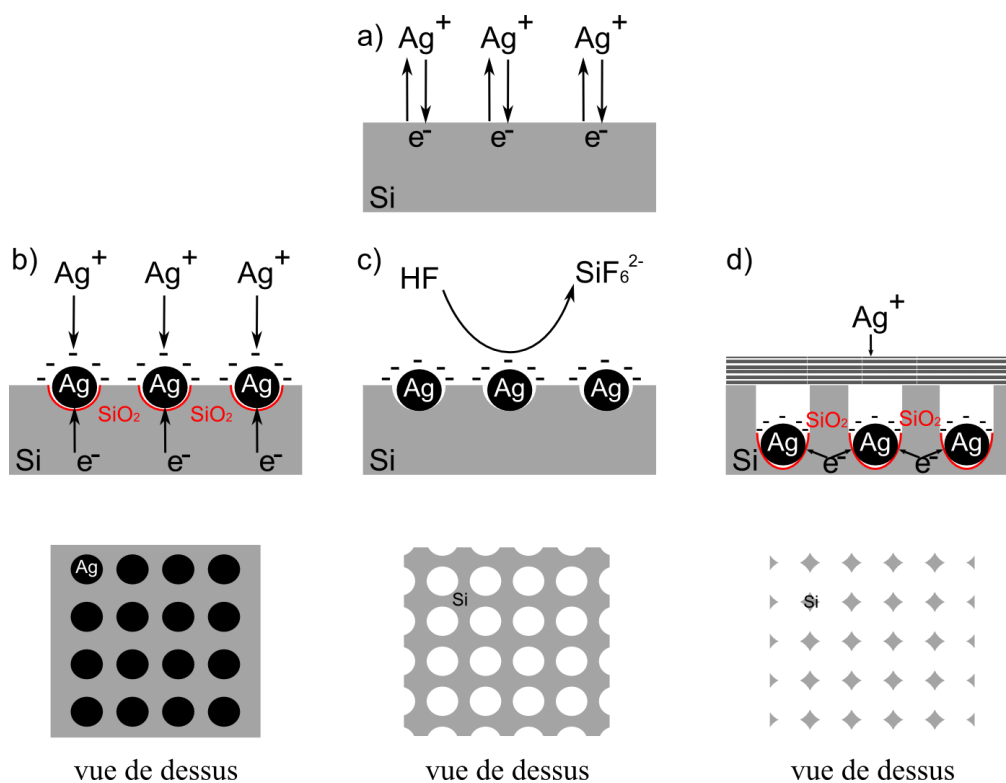 a) Ag⁺ Ag⁺ Ag⁺
e⁻ e⁻ e⁻
Si
b) Ag⁺ Ag⁺ Ag⁺
- - -
- - - - - -
- Ag - - Ag - - Ag -
SiO₂ SiO₂
Si e⁻ e⁻ e⁻
c) HF SiF₆²⁻
- - -
- - - - - -
- Ag - - Ag - - Ag -
Si
d) Ag⁺
SiO₂ SiO₂
- - - - - - - - - - - -
Ag Ag Ag
Si e⁻ e⁻
Ag
Si
Si
vue de dessus vue de dessus vue de dessus